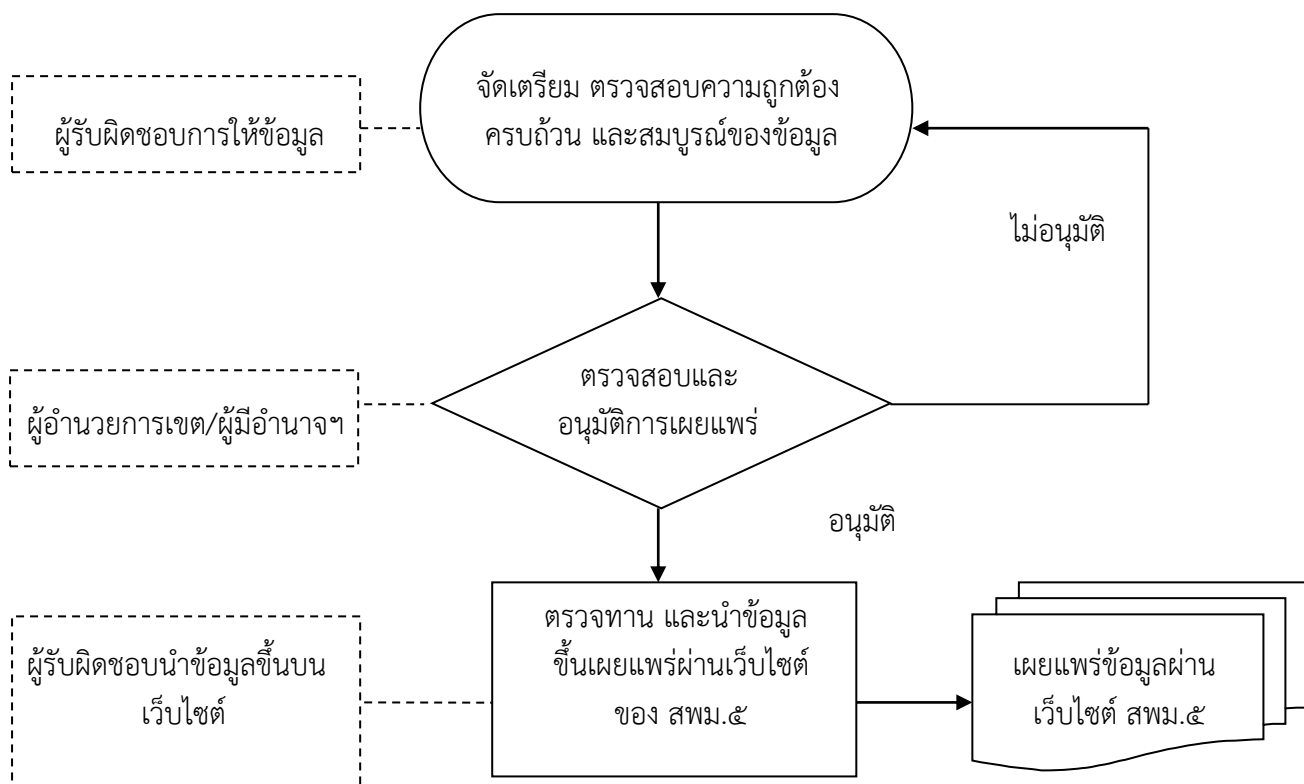 จัดเตรียม ตรวจสอบความถูกต้อง
ครบถ้วน และสมบูรณ์ของข้อมูล
ผู้รับผิดชอบการให้ข้อมูล
ไม่อนุมัติ
ตรวจสอบและ
อนุมัติการเผยแพร่
ผู้อำนวยการเขต/ผู้มีอำนาจฯ
อนุมัติ
ตรวจทาน และนำข้อมูล
ขึ้นเผยแพร่ผ่านเว็บไซต์
ของ สพม.๕
ผู้รับผิดชอบนำข้อมูลขึ้นบน
เว็บไซต์
เผยแพร่ข้อมูลผ่าน
เว็บไซต์ สพม.๕